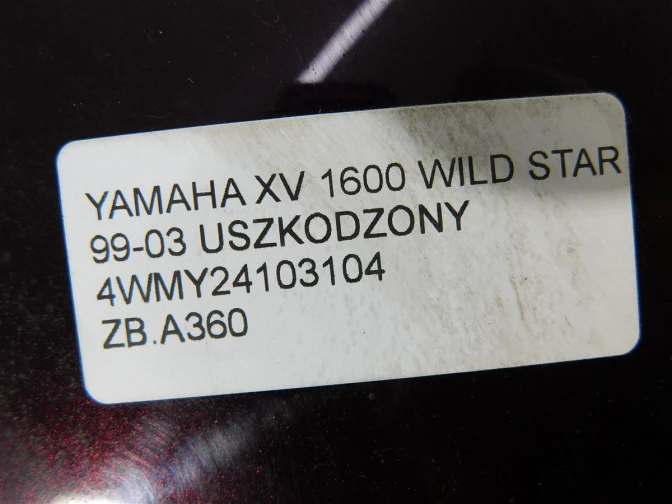 YAMAHA XV 1600 WILD STAR
99-03 USZKODZONY
4WMY24103104
ZB.A360